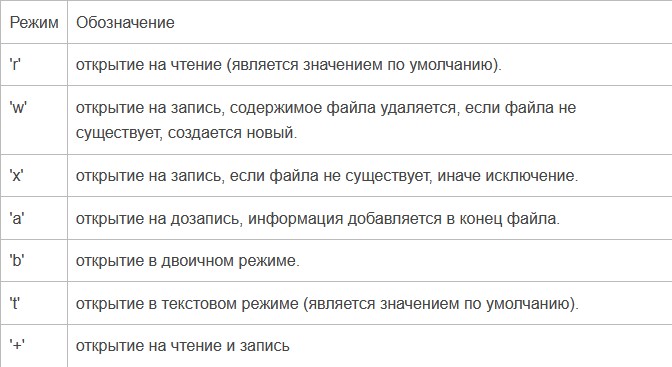 Режим Обозначение
'r' открытие на чтение (является значением по умолчанию).
'w' открытие на запись, содержимое файла удаляется, если файла не
существует, создается новый.
'x' открытие на запись, если файла не существует, иначе исключение.
'a' открытие на дозапись, информация добавляется в конец файла.
'b' открытие в двоичном режиме.
't' открытие в текстовом режиме (является значением по умолчанию).
'+' открытие на чтение и запись